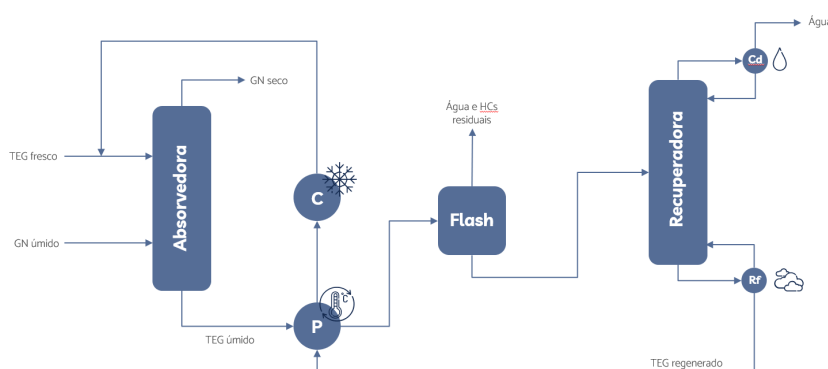 Água
Cd
GN seco
Água e HCs
residuais
TEG fresco
Absorvedora
C
Flash
Recuperadora
GN úmido
°C
Rf
P
TEG úmido
TEG regenerado